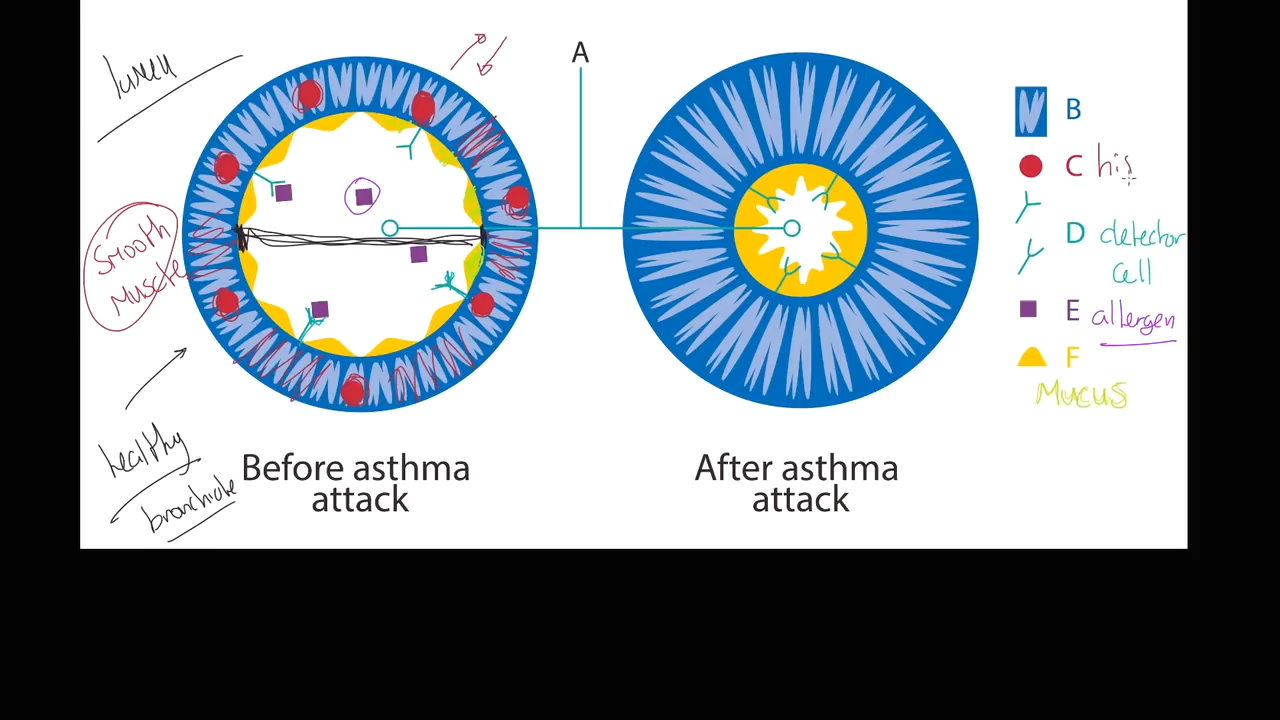 lumen
A
B
C his
Smooth
Muscle
D detector
cell
E allergen
F
Mucus
healthy
bronchiole
Before asthma
attack
After asthma
attack